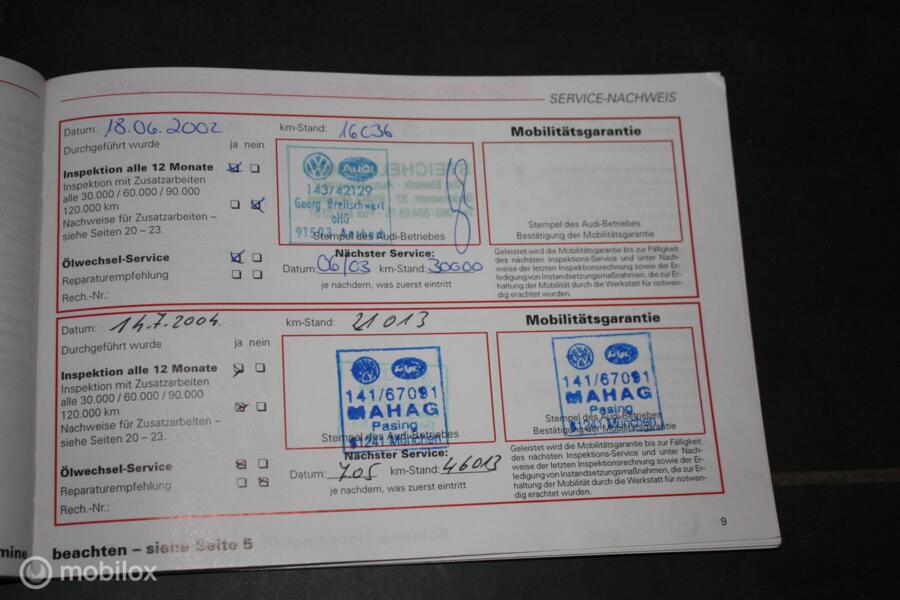 SERVICE-NACHWEIS
Datum: 18.06.2002 km-Stand: 16036 Mobilitätsgarantie
Durchgeführt wurde ja nein
Inspektion alle 12 Monate
Inspektion mit Zusatzarbeiten
alle 30.000 / 60.000 / 90.000
120.000 km
Nachweise für Zusatzarbeiten –
siehe Seiten 20 – 23.
Ölwechsel-Service
Reparaturempfehlung
Rech.-Nr.:
Audi
143/42129
Georg Breitschwert
oHG
91503 Ansbach
Stempel des Audi-Betriebes
Nächster Service:
Datum: 06/03 km-Stand: 30000
je nachdem, was zuerst eintritt
Stempel des Audi-Betriebes
Bestätigung der Mobilitätsgarantie
Geleistet wird die Mobilitätsgarantie bis zur Fälligkeit
des nächsten Inspektions-Service und unter Nach-
weise der letzten Inspektionsrechnung sowie der Er-
ledigung von Instandsetzungsmaßnahmen, die zur Er-
haltung der Mobilität durch die Werkstatt für notwen-
dig erachtet wurden.
Datum: 14.7.2004 km-Stand: 21013 Mobilitätsgarantie
Durchgeführt wurde ja nein
Inspektion alle 12 Monate
Inspektion mit Zusatzarbeiten
alle 30.000 / 60.000 / 90.000
120.000 km
Nachweise für Zusatzarbeiten –
siehe Seiten 20 – 23.
Ölwechsel-Service
Reparaturempfehlung
Rech.-Nr.:
141/67091
MAHAG
Pasing
81241 München
Stempel des Audi-Betriebes
Nächster Service:
Datum: 7.05 km-Stand: 46013
je nachdem, was zuerst eintritt
141/67091
MAHAG
Pasing
81241 München
Stempel des Audi-Betriebes
Bestätigung der Mobilitätsgarantie
Geleistet wird die Mobilitätsgarantie bis zur Fälligkeit
des nächsten Inspektions-Service und unter Nach-
weise der letzten Inspektionsrechnung sowie der Er-
ledigung von Instandsetzungsmaßnahmen, die zur Er-
haltung der Mobilität durch die Werkstatt für notwen-
dig erachtet wurden.
9
mine beachten – siehe Seite 5
mobilox